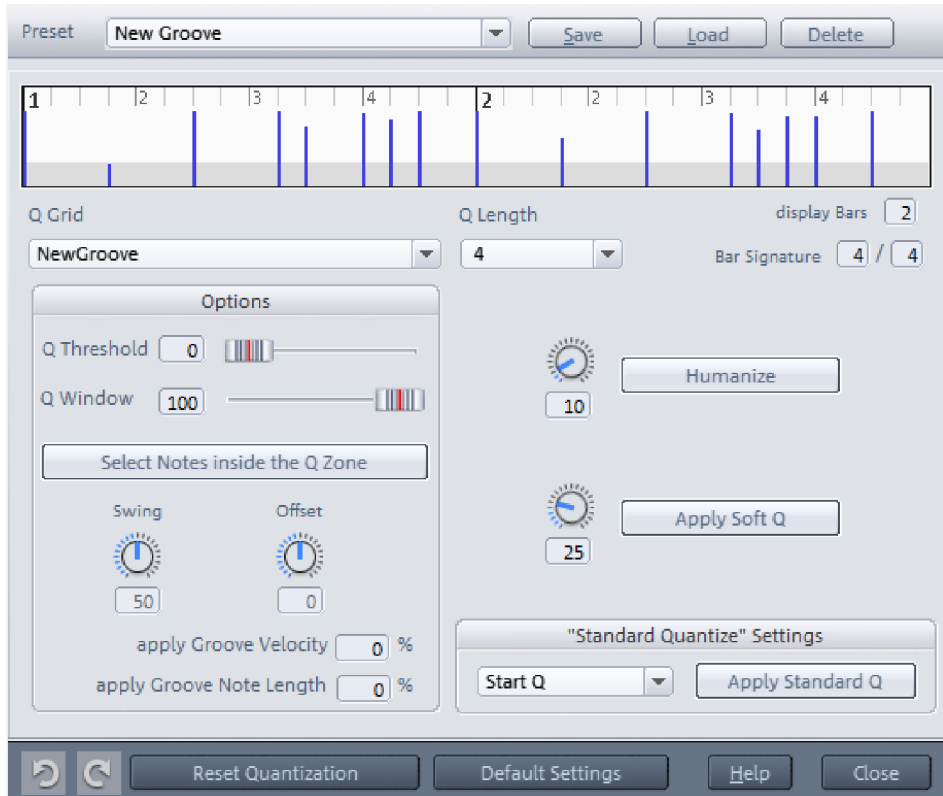 Preset New Groove Save Load Delete
1 2 3 4 2 2 3 4
Q Grid Q Length display Bars 2
NewGroove 4 Bar Signature 4 / 4
Options
Q Threshold 0
Q Window 100
Humanize
10
Select Notes inside the Q Zone
Swing Offset
Apply Soft Q
25
50 0
apply Groove Velocity 0 %
apply Groove Note Length 0 %
"Standard Quantize" Settings
Start Q Apply Standard Q
Reset Quantization Default Settings Help Close